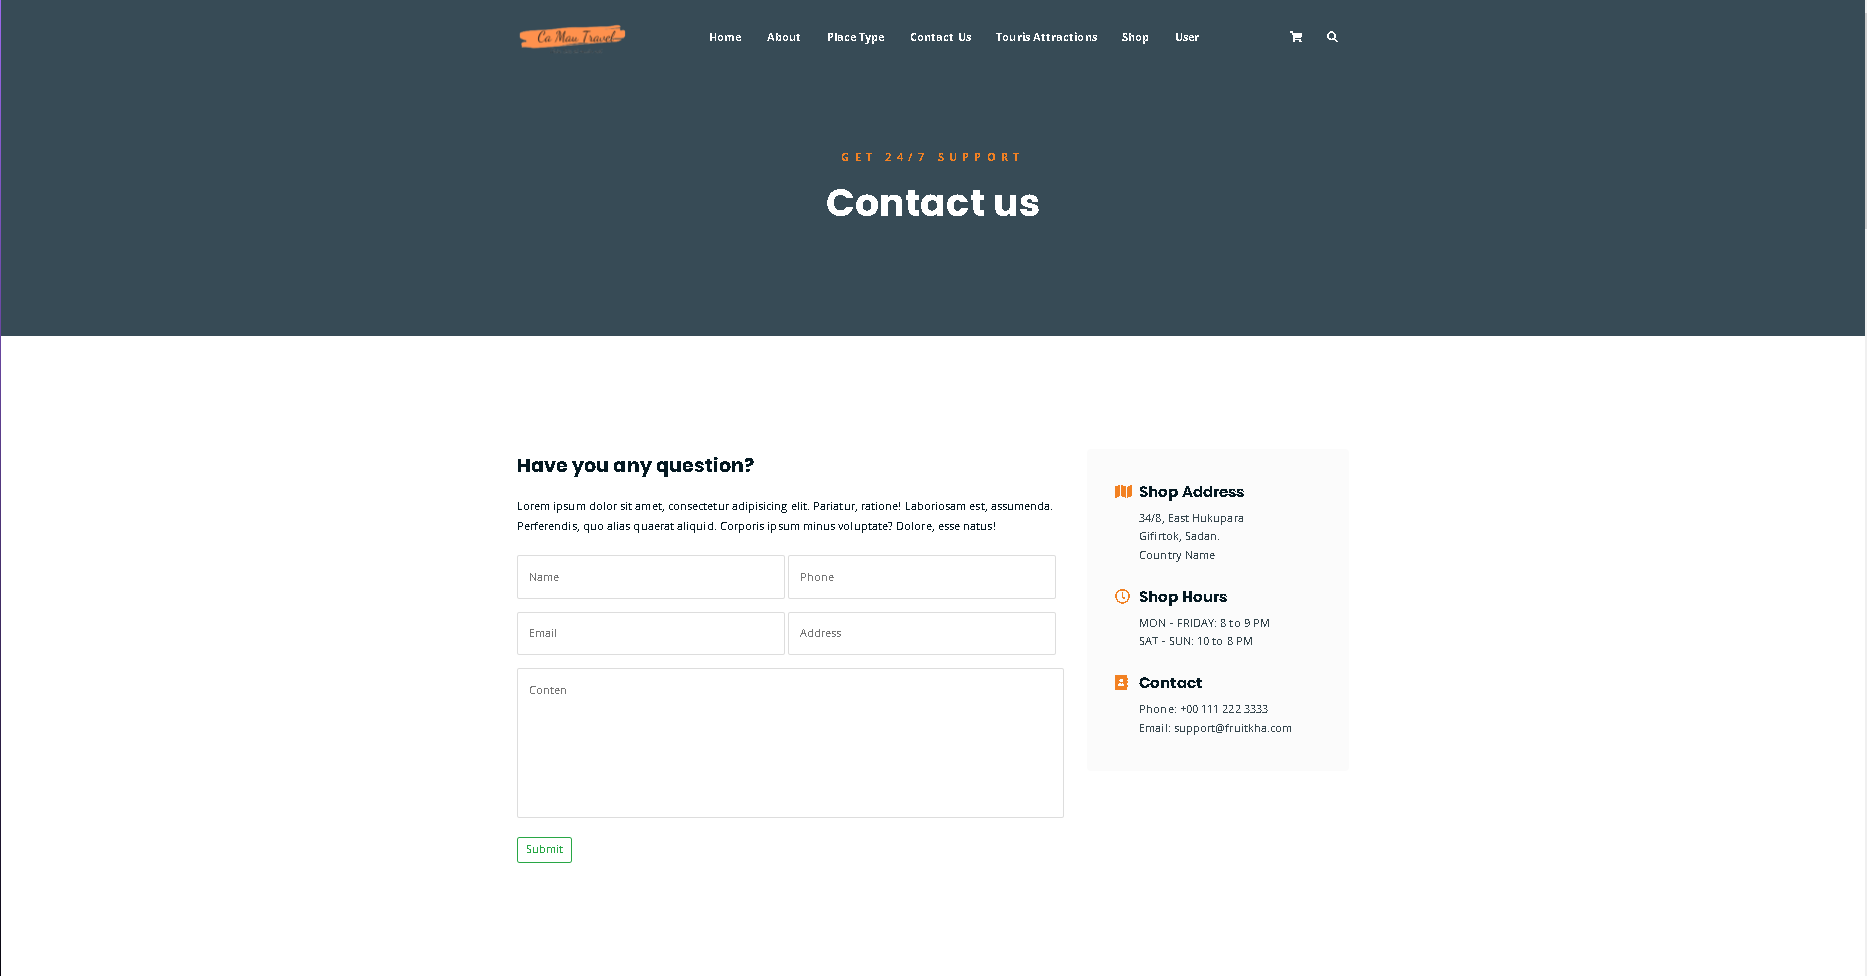 Ca Mau Travel
Home About Place Type Contact Us Touris Attractions Shop User
GET 24/7 SUPPORT
Contact us
Have you any question?
Lorem ipsum dolor sit amet, consectetur adipisicing elit. Pariatur, ratione! Laboriosam est, assumenda.
Perferendis, quo alias quaerat aliquid. Corporis ipsum minus voluptate? Dolore, esse natus!
Name
Phone
Email
Address
Conten
Submit
Shop Address
34/8, East Hukupara
Gifirtok, Sadan.
Country Name
Shop Hours
MON - FRIDAY: 8 to 9 PM
SAT - SUN: 10 to 8 PM
Contact
Phone: +00 111 222 3333
Email: support@fruitkha.com